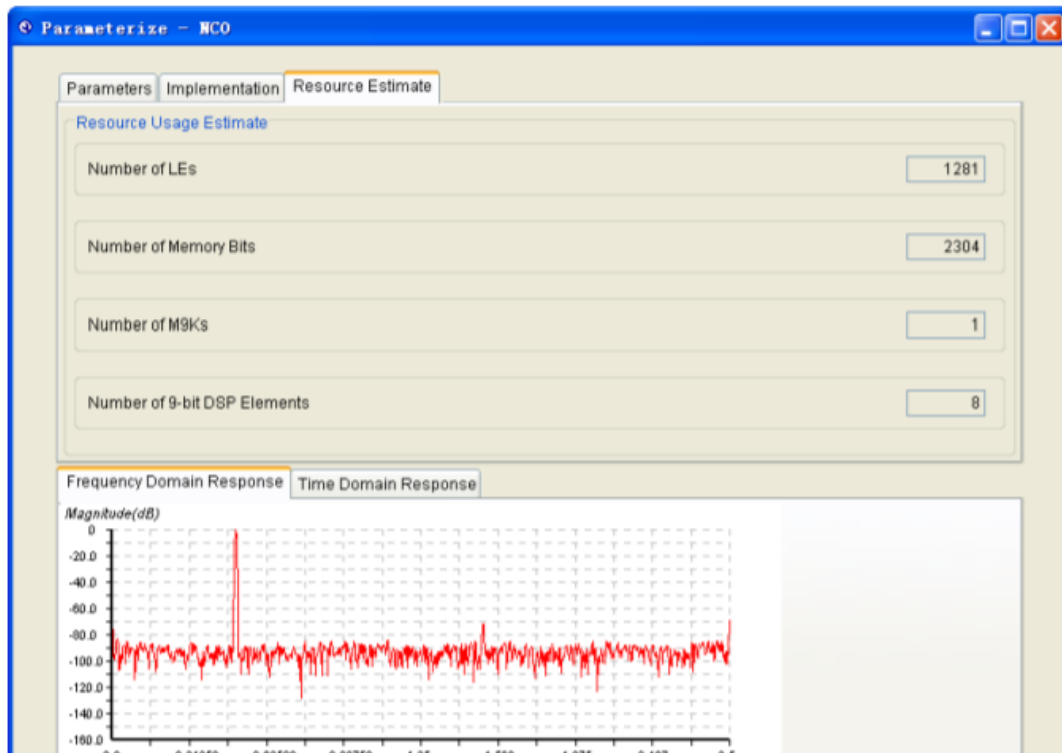 Parameterize - NCO
Parameters Implementation Resource Estimate
Resource Usage Estimate
Number of LEs 1281
Number of Memory Bits 2304
Number of M9Ks 1
Number of 9-bit DSP Elements 8
Frequency Domain Response Time Domain Response
Magnitude(dB)
0
-20.0
-40.0
-60.0
-80.0
-100.0
-120.0
-140.0
-160.0